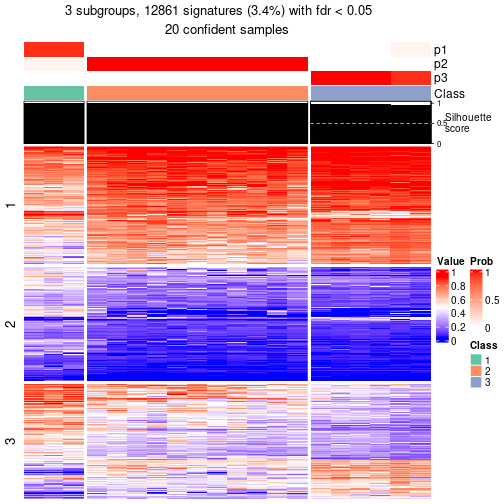 3 subgroups, 12861 signatures (3.4%) with fdr < 0.05
20 confident samples
p1
p2
p3
Class
1
0.5
0
Silhouette
score
1
2
3
Value
1
0.8
0.6
0.4
0.2
0
Prob
1
0.5
0
Class
1
2
3